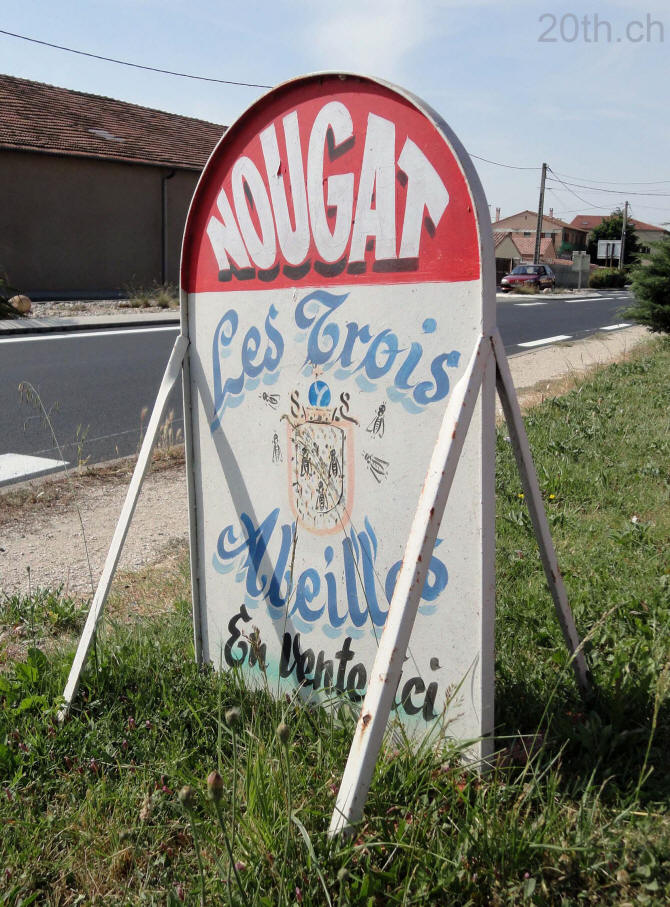 20th.ch
NOUGAT
Les Trois
Abeilles
En Vente ici